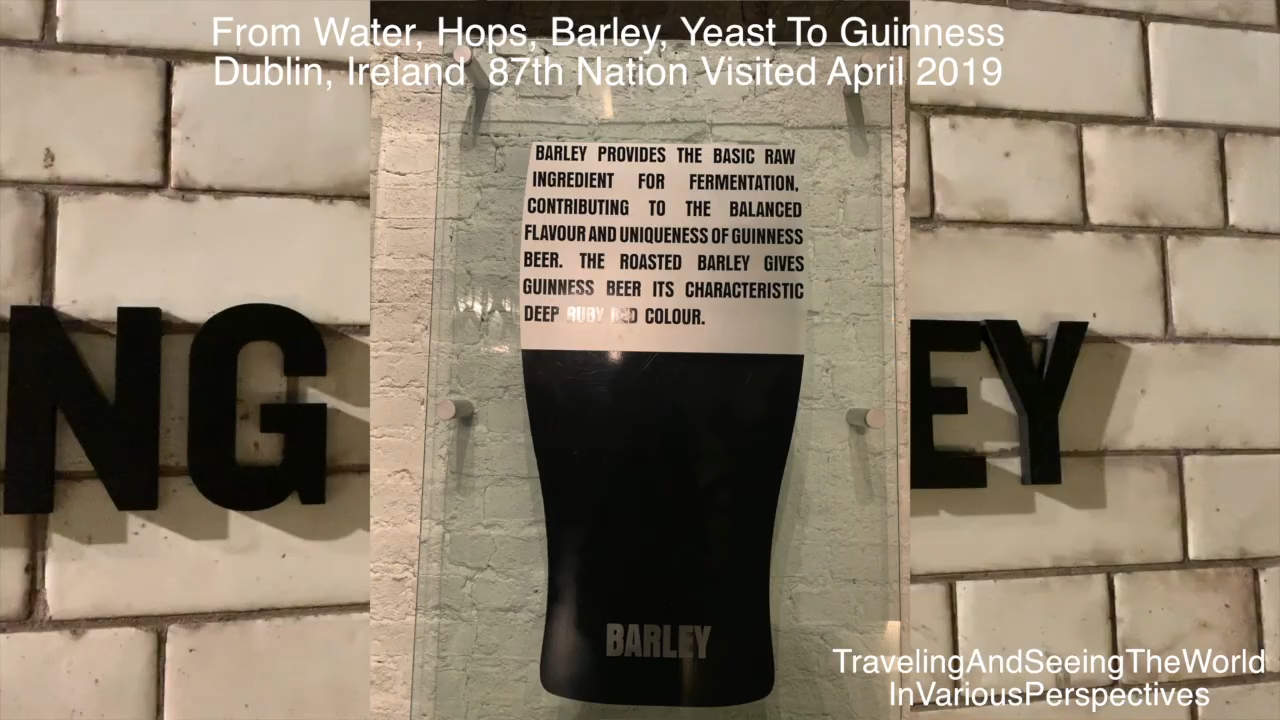 From Water, Hops, Barley, Yeast To Guinness
Dublin, Ireland 87th Nation Visited April 2019
BARLEY PROVIDES THE BASIC RAW
INGREDIENT FOR FERMENTATION,
CONTRIBUTING TO THE BALANCED
FLAVOUR AND UNIQUENESS OF GUINNESS
BEER. THE ROASTED BARLEY GIVES
GUINNESS BEER ITS CHARACTERISTIC
DEEP RUBY RED COLOUR.
NG
EY
BARLEY
TravelingAndSeeingTheWorld
InVariousPerspectives